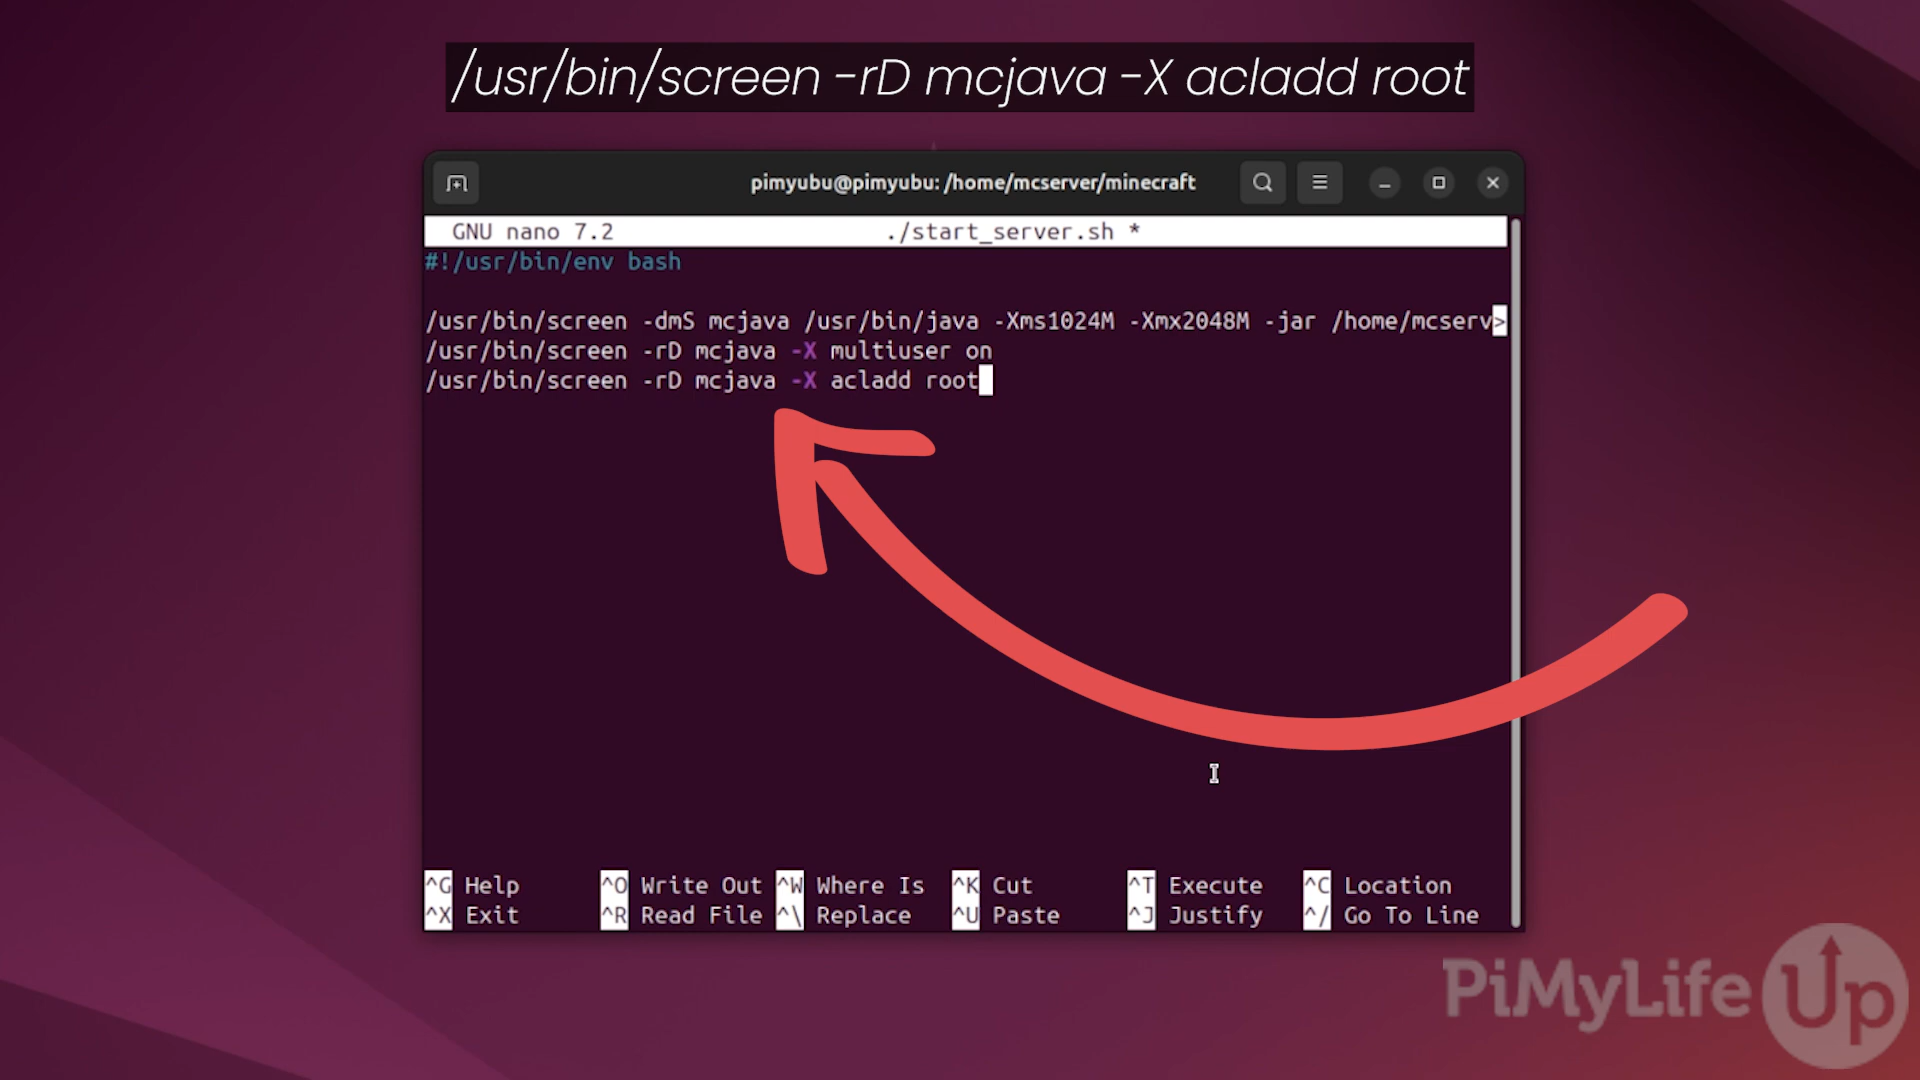 /usr/bin/screen -rD mcjava -X acladd root
pimyubu@pimyubu: /home/mcserver/minecraft
GNU nano 7.2 ./start_server.sh *
#!/usr/bin/env bash
/usr/bin/screen -dmS mcjava /usr/bin/java -Xms1024M -Xmx2048M -jar /home/mcserv>
/usr/bin/screen -rD mcjava -X multiuser on
/usr/bin/screen -rD mcjava -X acladd root
^G Help ^O Write Out ^W Where Is ^K Cut ^T Execute ^C Location
^X Exit ^R Read File ^\ Replace ^U Paste ^J Justify ^/ Go To Line
PiMyLifeUp